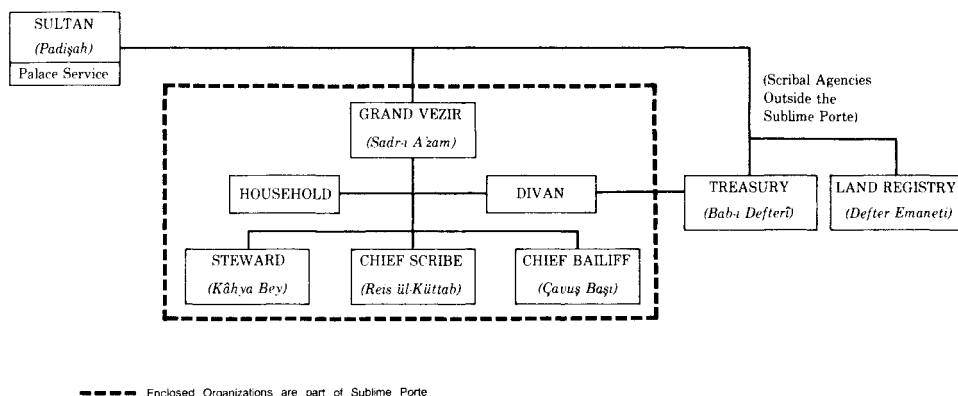 SULTAN
(Padişah)
Palace Service
(Scribal Agencies
Outside the
Sublime Porte)
GRAND VEZIR
(Sadr-ı A'zam)
HOUSEHOLD
DIVAN
TREASURY
(Bab-ı Defterî)
LAND REGISTRY
(Defter Emaneti)
STEWARD
(Kâhya Bey)
CHIEF SCRIBE
(Reis ül-Küttab)
CHIEF BAILIFF
(Çavuş Başı)
Enclosed Organizations are part of Sublime Porte